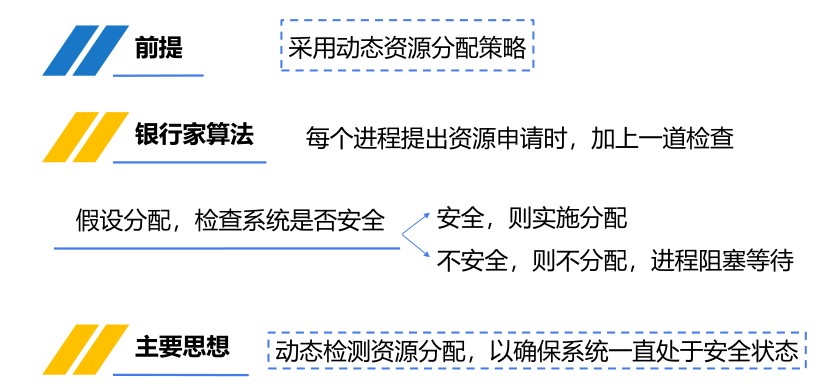 前提
采用动态资源分配策略
银行家算法
每个进程提出资源申请时，加上一道检查
假设分配，检查系统是否安全
安全，则实施分配
不安全，则不分配，进程阻塞等待
主要思想
动态检测资源分配，以确保系统一直处于安全状态